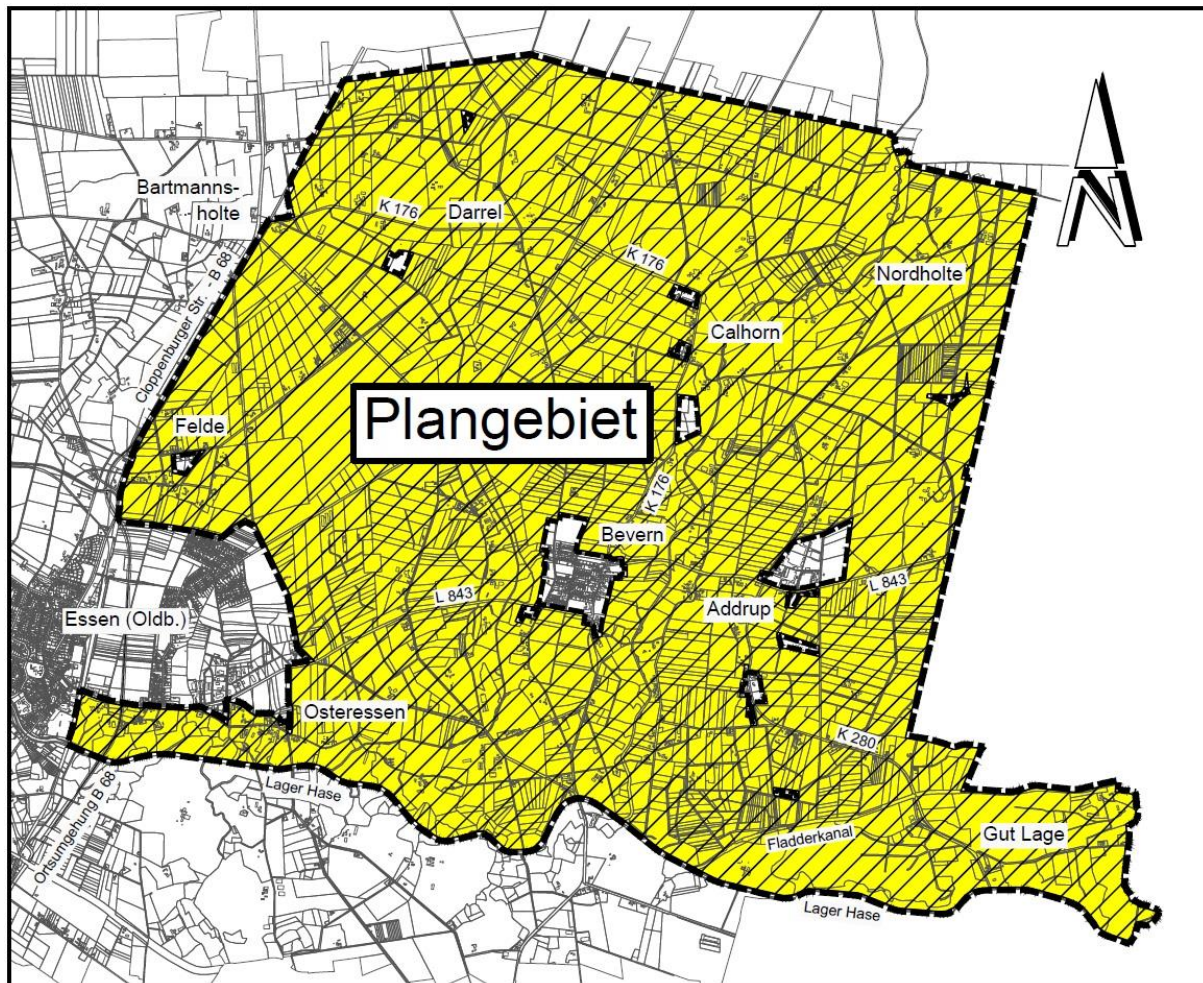 Bartmanns-
holte
K 176
Darrel
K 176
Nordholte
Calhorn
Cloppenburger Str. - B 68
Plangebiet
Felde
K 176
Bevern
L 843
L 843
Addrup
Essen (Oldb.)
Osteressen
K 280
Lager Hase
Ortsumgehung B 68
Fladderkanal
Gut Lage
Lager Hase
N